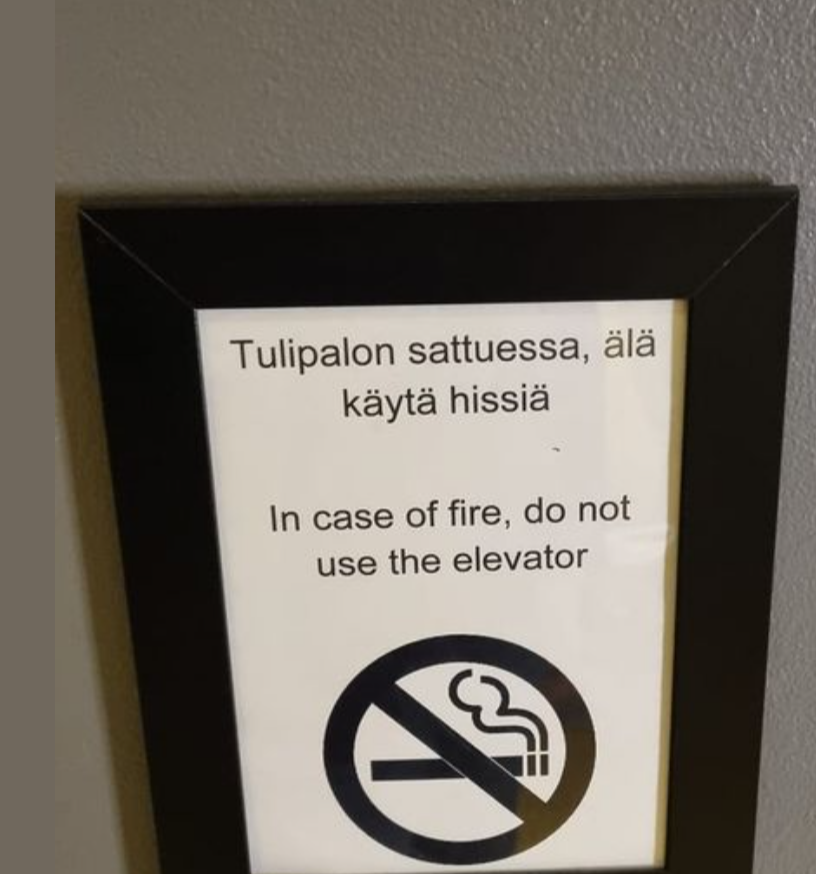 Tulipalon sattuessa, älä
käytä hissiä
In case of fire, do not
use the elevator